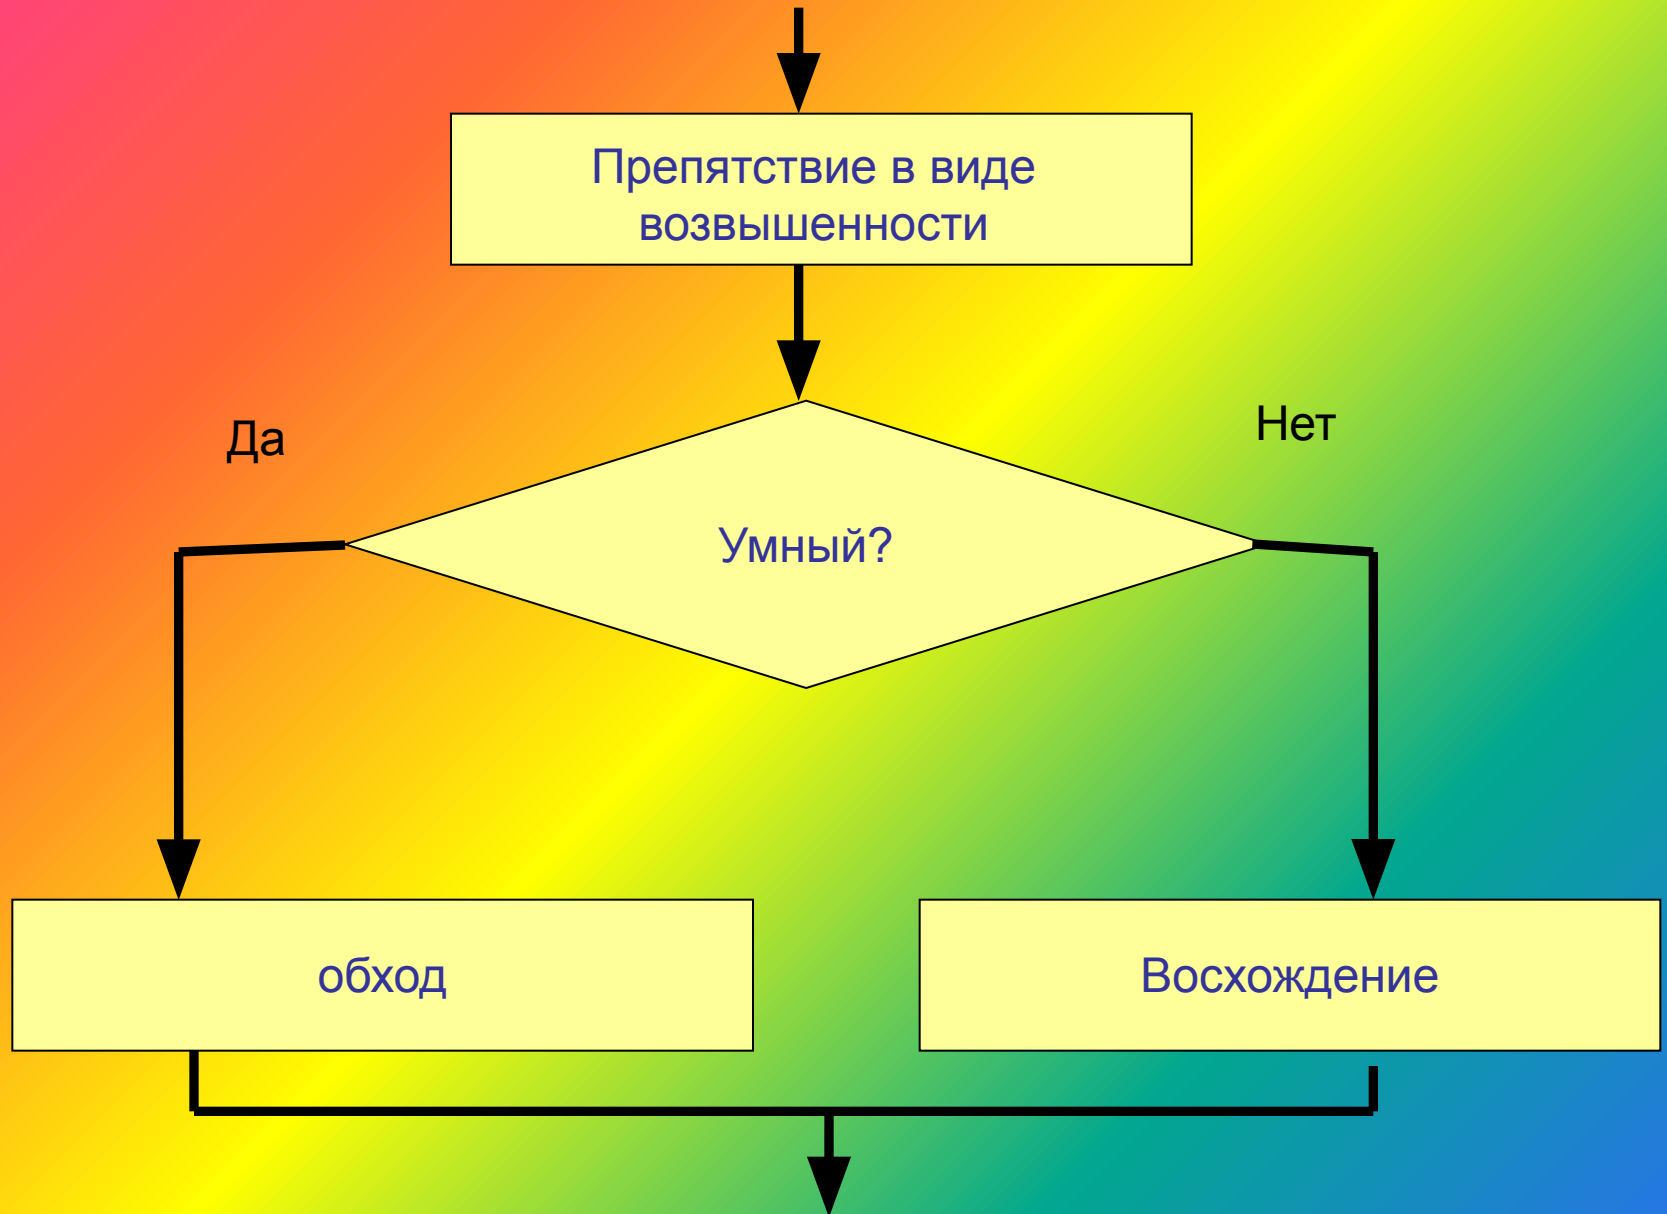 Препятствие в виде
возвышенности
Да
Нет
Умный?
обход
Восхождение